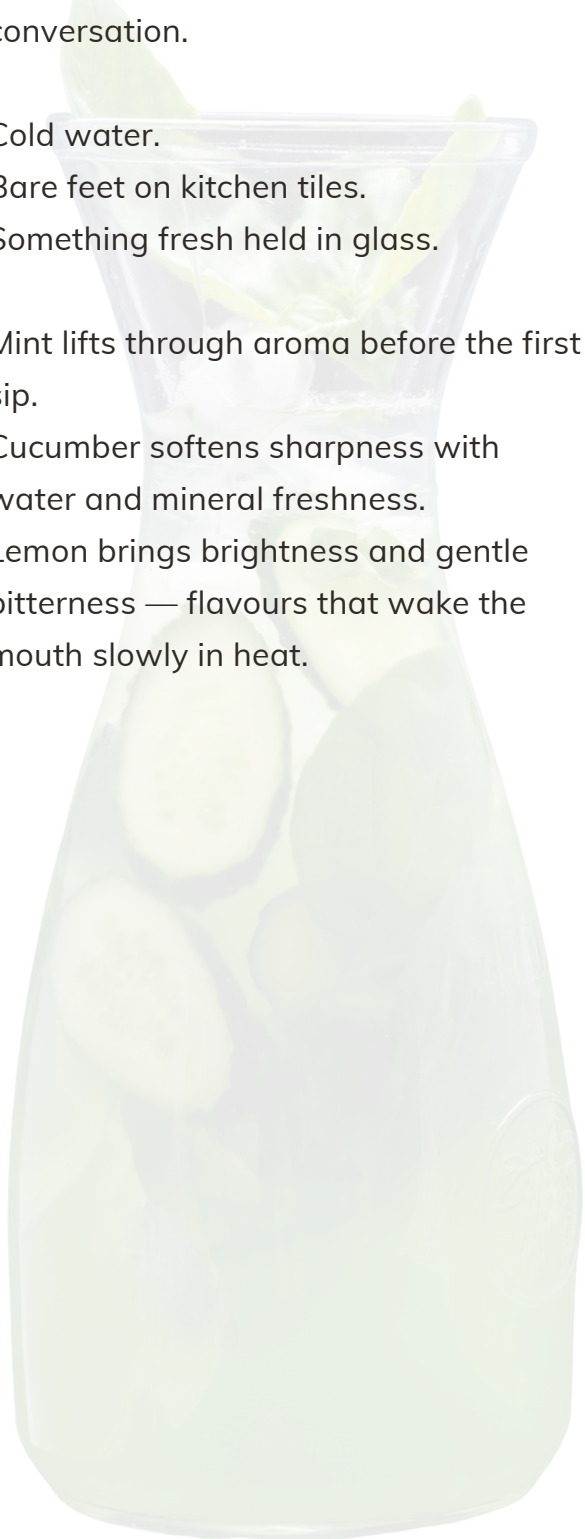 conversation.
Cold water.
Bare feet on kitchen tiles.
Something fresh held in glass.
Mint lifts through aroma before the first
sip.
Cucumber softens sharpness with
water and mineral freshness.
Lemon brings brightness and gentle
bitterness — flavours that wake the
mouth slowly in heat.